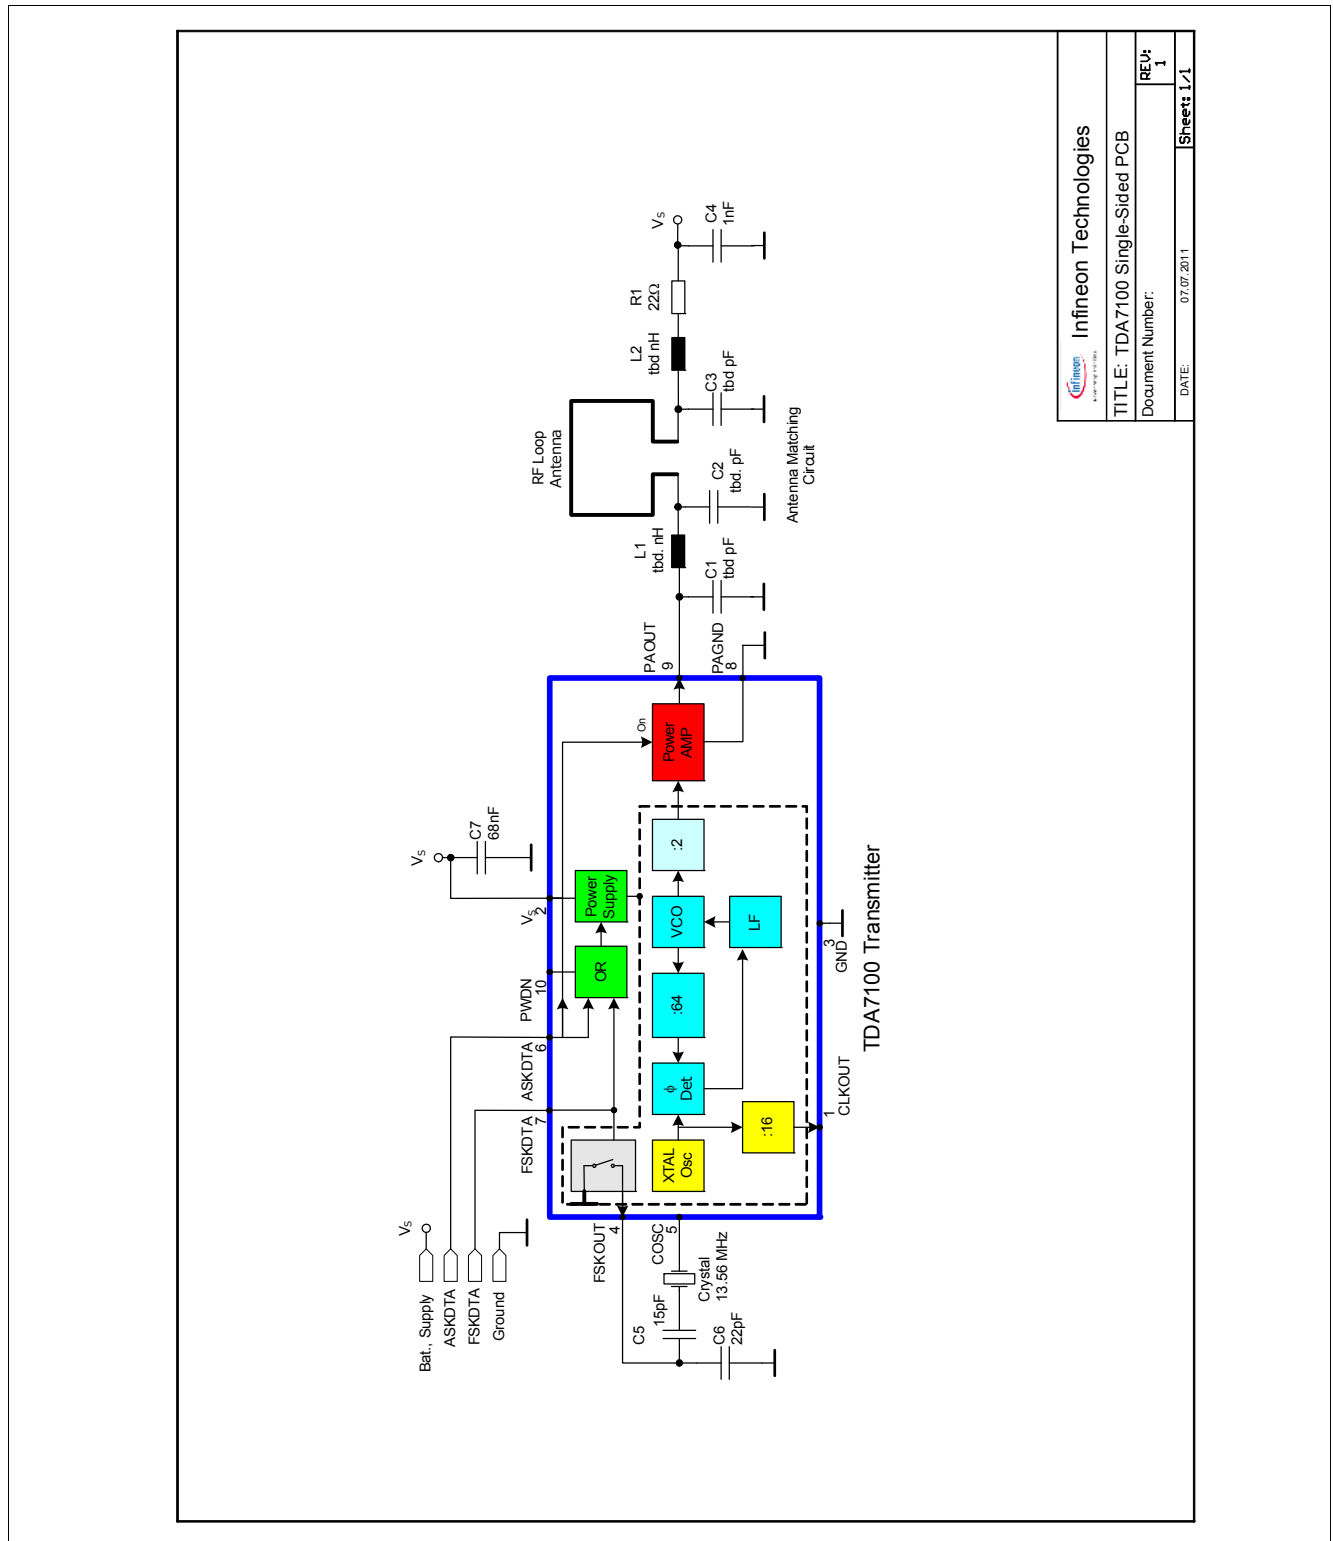 Bat., Supply
ASKDTA
FSKDTA
Ground
VS
FSKDTA
7
ASKDTA
6
PWDN
10
VS
2
VS
C7
68nF
FSKOUT
4
COSC
5
Crystal
13.56 MHz
C5
15pF
C6
22pF
XTAL
Osc
ϕ
Det
:64
VCO
:2
LF
:16
OR
Power
Supply
On
Power
AMP
1
CLKOUT
3
GND
TDA7100 Transmitter
PAOUT
9
PAGND
8
C1
tbd pF
L1
tbd. nH
C2
tbd. pF
RF Loop
Antenna
Antenna Matching
Circuit
C3
tbd pF
L2
tbd nH
R1
22Ω
VS
C4
1nF
infineon
Infineon Technologies
TITLE: TDA7100 Single-Sided PCB
Document Number:
REV:
1
DATE: 07.07.2011
Sheet: 1/1